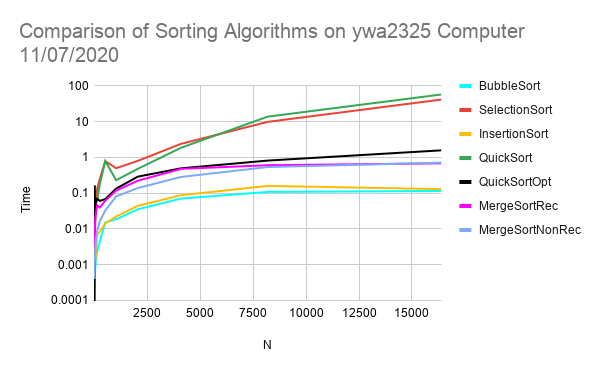 Comparison of Sorting Algorithms on ywa2325 Computer
11/07/2020
100
10
1
0.1
0.01
0.001
0.0001
Time
2500
5000
7500
10000
12500
15000
N
BubbleSort
SelectionSort
InsertionSort
QuickSort
QuickSortOpt
MergeSortRec
MergeSortNonRec